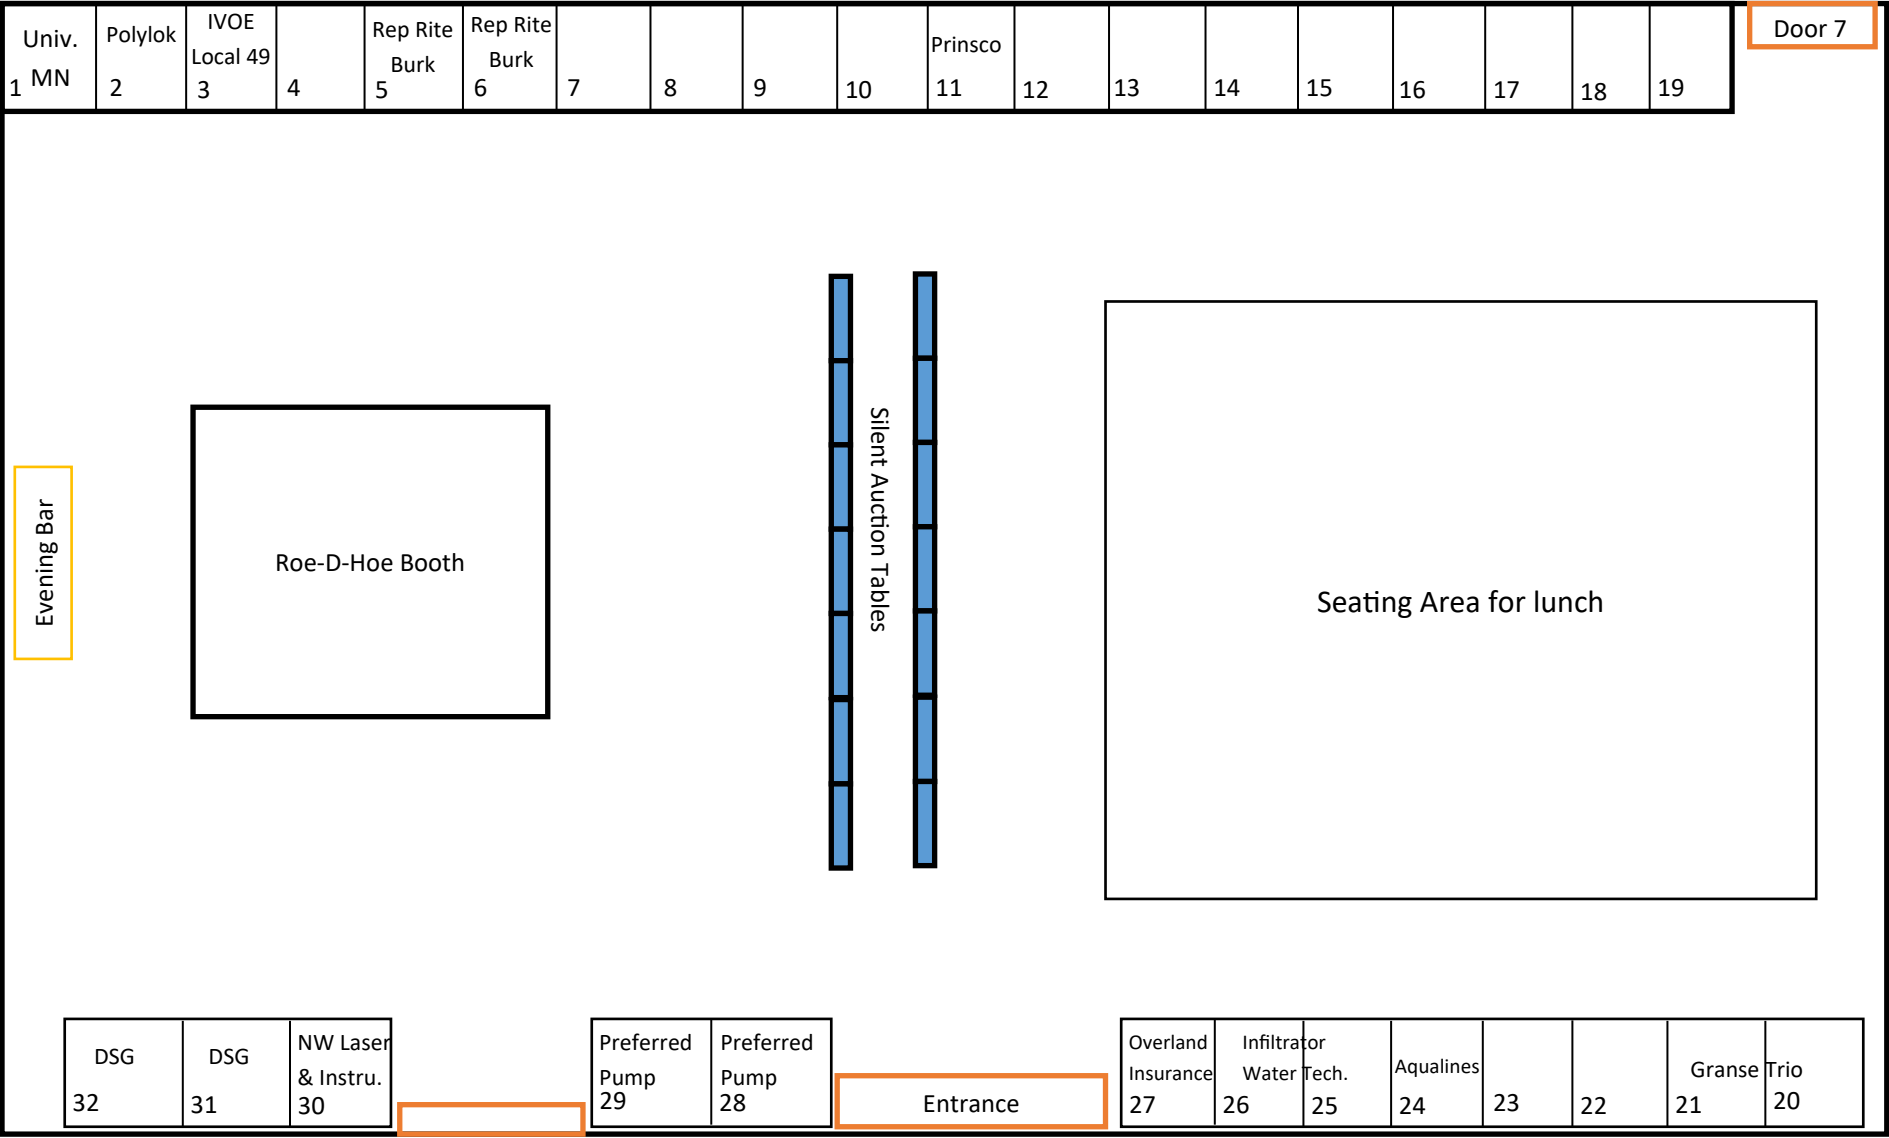 Univ.
MN
1
Polylok
2
IVOE
Local 49
3
4
Rep Rite
Burk
5
Rep Rite
Burk
6
7
8
9
10
Prinsco
11
12
13
14
15
16
17
18
19
Door 7
Silent Auction Tables
Evening Bar
Roe-D-Hoe Booth
Seating Area for lunch
DSG
32
DSG
31
NW Laser
& Instru.
30
Preferred
Pump
29
Preferred
Pump
28
Entrance
Overland
Insurance
27
Infiltrator
Water Tech.
26
25
Aqualines
24
23
22
Granse Trio
21
20